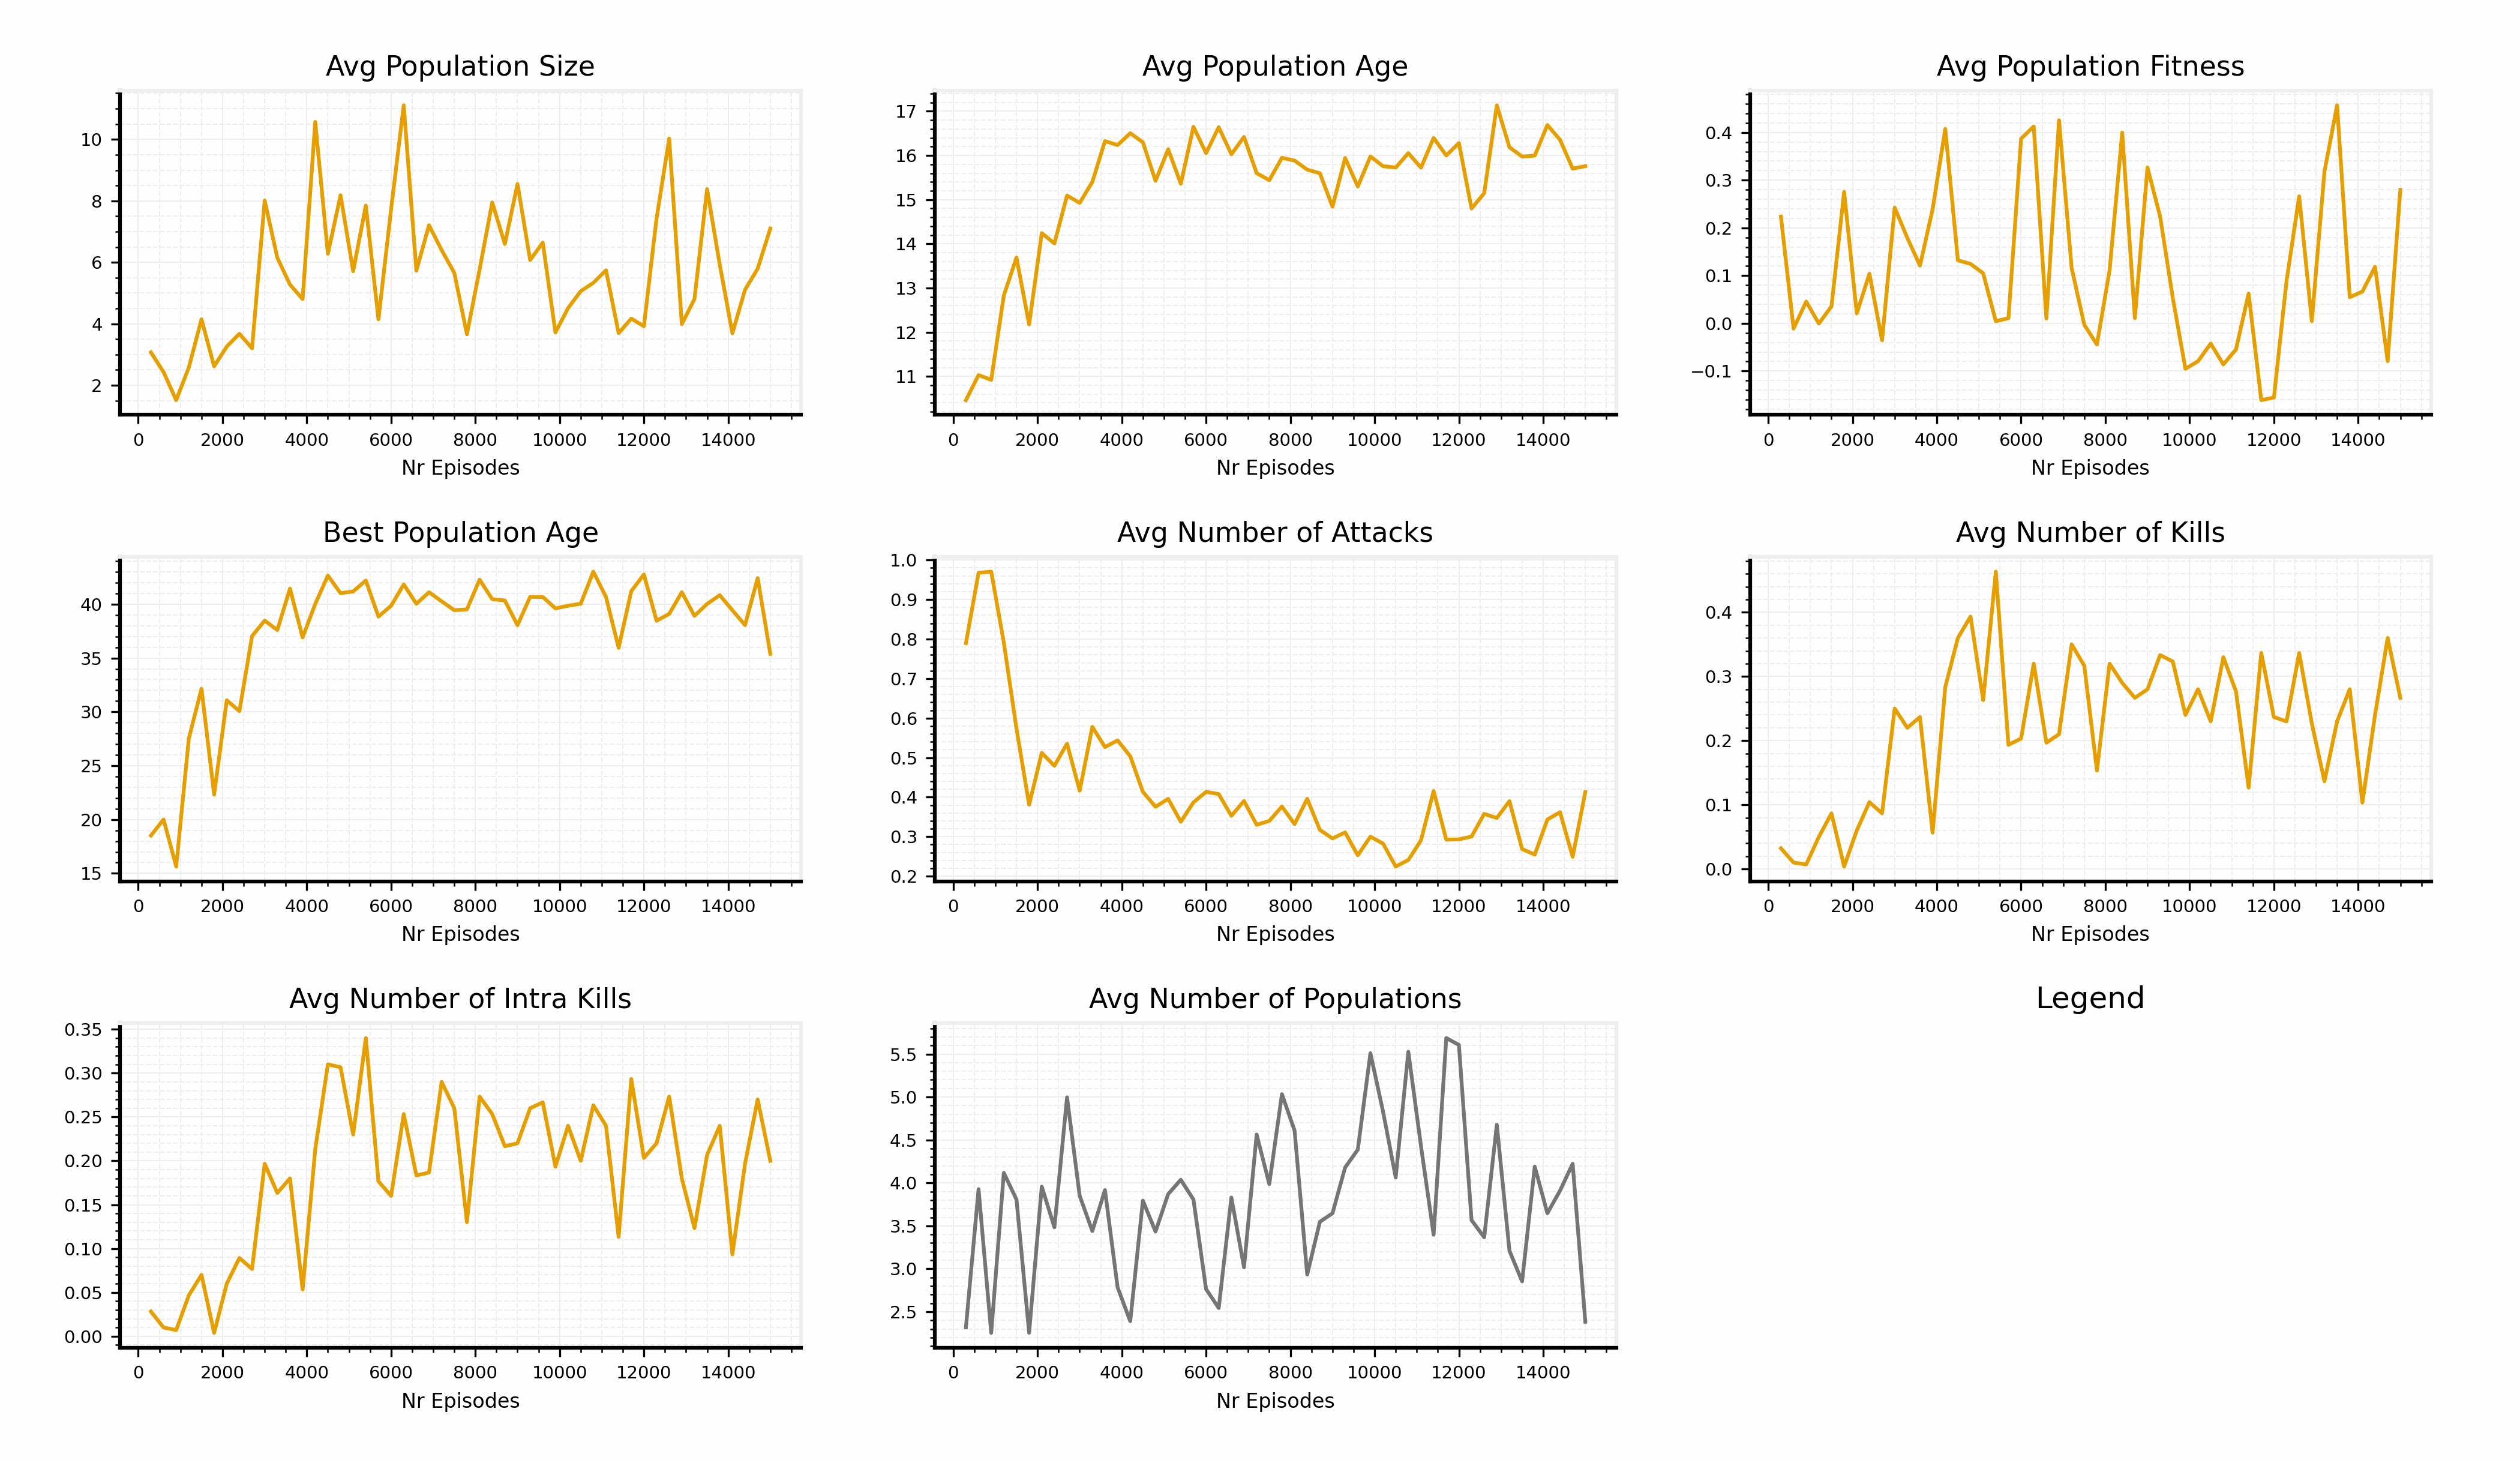 Avg Population Size
10
8
6
4
2
0 2000 4000 6000 8000 10000 12000 14000
Nr Episodes
Avg Population Age
17
16
15
14
13
12
11
0 2000 4000 6000 8000 10000 12000 14000
Nr Episodes
Avg Population Fitness
0.4
0.3
0.2
0.1
0.0
−0.1
0 2000 4000 6000 8000 10000 12000 14000
Nr Episodes
Best Population Age
40
35
30
25
20
15
0 2000 4000 6000 8000 10000 12000 14000
Nr Episodes
Avg Number of Attacks
1.0
0.9
0.8
0.7
0.6
0.5
0.4
0.3
0.2
0 2000 4000 6000 8000 10000 12000 14000
Nr Episodes
Avg Number of Kills
0.4
0.3
0.2
0.1
0.0
0 2000 4000 6000 8000 10000 12000 14000
Nr Episodes
Avg Number of Intra Kills
0.35
0.30
0.25
0.20
0.15
0.10
0.05
0.00
0 2000 4000 6000 8000 10000 12000 14000
Nr Episodes
Avg Number of Populations
5.5
5.0
4.5
4.0
3.5
3.0
2.5
0 2000 4000 6000 8000 10000 12000 14000
Nr Episodes
Legend